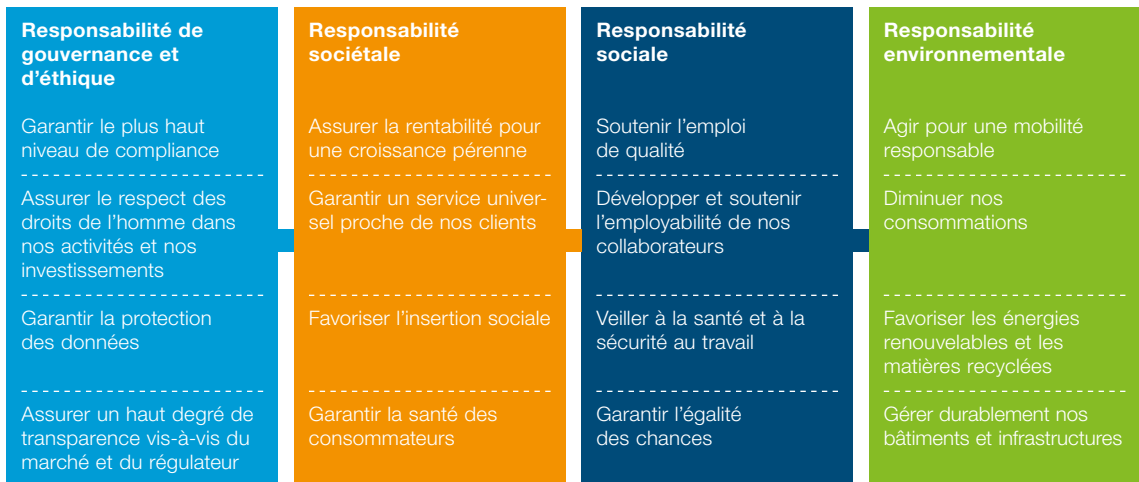 Responsabilité de
gouvernance et
d'éthique
Garantir le plus haut
niveau de compliance
Assurer le respect des
droits de l'homme dans
nos activités et nos
investissements
Garantir la protection
des données
Assurer un haut degré de
transparence vis-à-vis du
marché et du régulateur
Responsabilité
sociétale
Assurer la rentabilité pour
une croissance pérenne
Garantir un service univer-
sel proche de nos clients
Favoriser l'insertion sociale
Garantir la santé des
consommateurs
Responsabilité
sociale
Soutenir l'emploi
de qualité
Développer et soutenir
l'employabilité de nos
collaborateurs
Veiller à la santé et à la
sécurité au travail
Garantir l'égalité
des chances
Responsabilité
environnementale
Agir pour une mobilité
responsable
Diminuer nos
consommations
Favoriser les énergies
renouvelables et les
matières recyclées
Gérer durablement nos
bâtiments et infrastructures